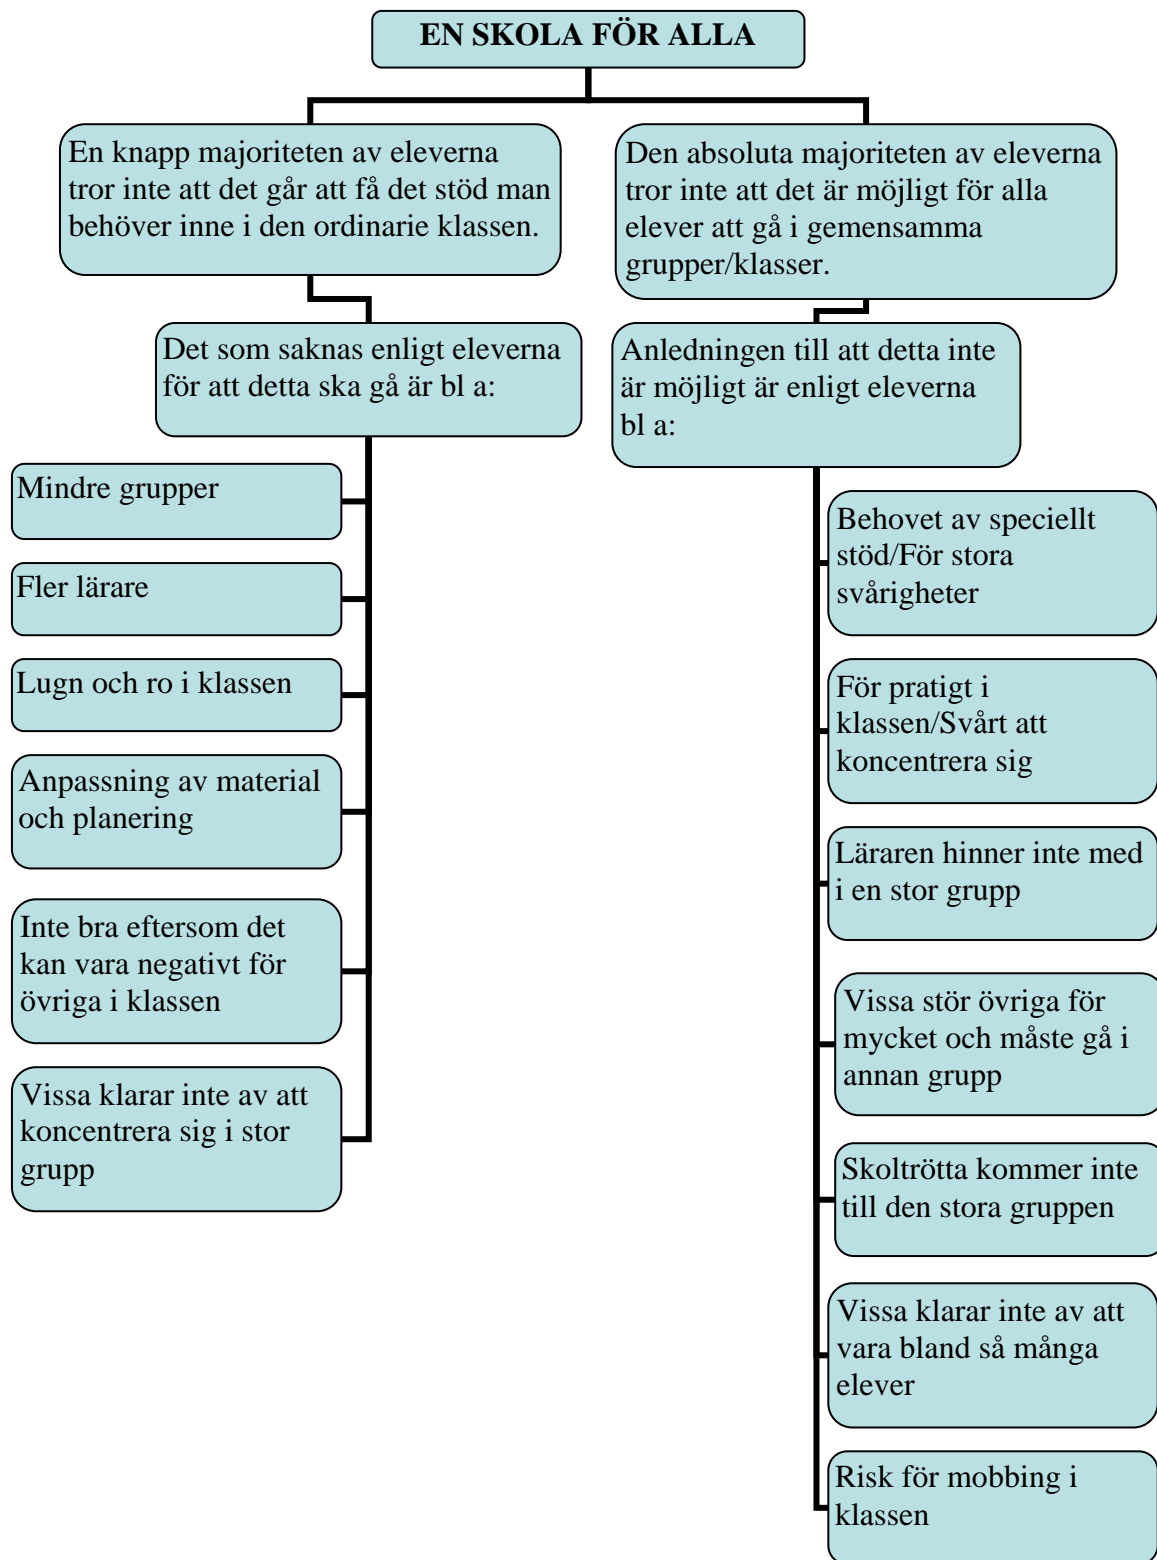 EN SKOLA FÖR ALLA
En knapp majoriteten av eleverna
tror inte att det går att få det stöd man
behöver inne i den ordinarie klassen.
Det som saknas enligt eleverna
för att detta ska gå är bl a:
Mindre grupper
Fler lärare
Lugn och ro i klassen
Anpassning av material
och planering
Inte bra eftersom det
kan vara negativt för
övriga i klassen
Vissa klarar inte av att
koncentrera sig i stor
grupp
Den absoluta majoriteten av eleverna
tror inte att det är möjligt för alla
elever att gå i gemensamma
grupper/klasser.
Anledningen till att detta inte
är möjligt är enligt eleverna
bl a:
Behovet av speciellt
stöd/För stora
svårigheter
För pratigt i
klassen/Svårt att
koncentrera sig
Läraren hinner inte med
i en stor grupp
Vissa stör övriga för
mycket och måste gå i
annan grupp
Skoltrötta kommer inte
till den stora gruppen
Vissa klarar inte av att
vara bland så många
elever
Risk för mobbing i
klassen